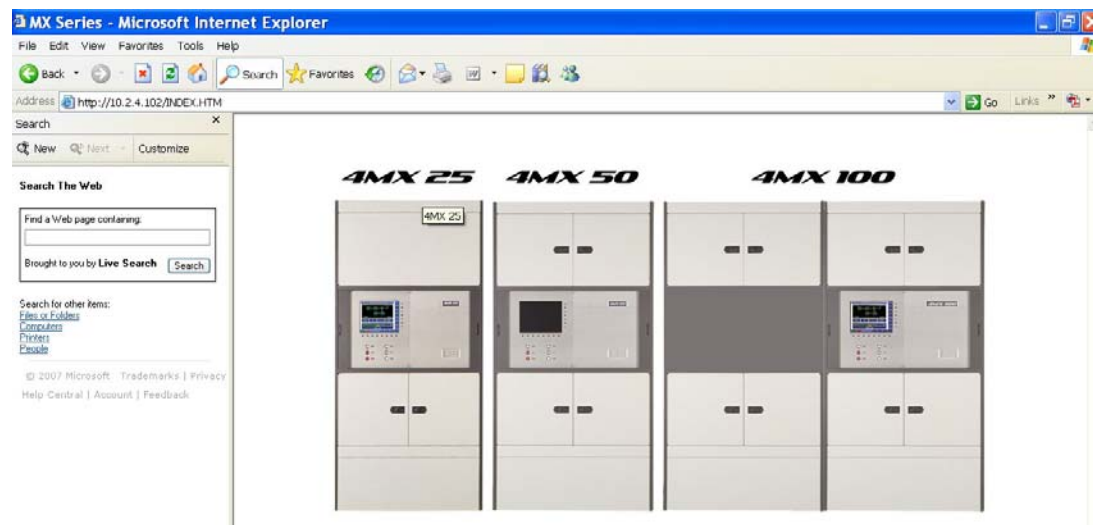 MX Series - Microsoft Internet Explorer
File Edit View Favorites Tools Help
Back Search Favorites
Address http://10.2.4.102/INDEX.HTM Go Links »
Search
New Next Customize
Search The Web
Find a Web page containing:
Brought to you by Live Search Search
Search for other items:
Files or Folders
Computers
Printers
People
© 2007 Microsoft Trademarks | Privacy
Help Central | Account | Feedback
4MX 25 4MX 50 4MX 100
4MX 25